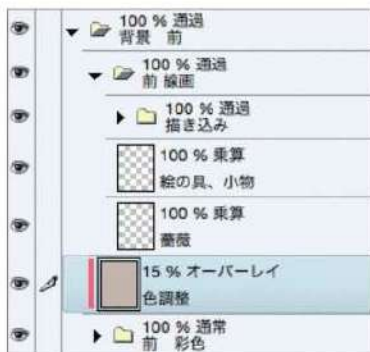 100 % 通過
背景 前
100 % 通過
前 線画
100 % 通過
描き込み
100 % 乗算
絵の具、小物
100 % 乗算
薔薇
15 % オーバーレイ
色調整
100 % 通常
前 彩色